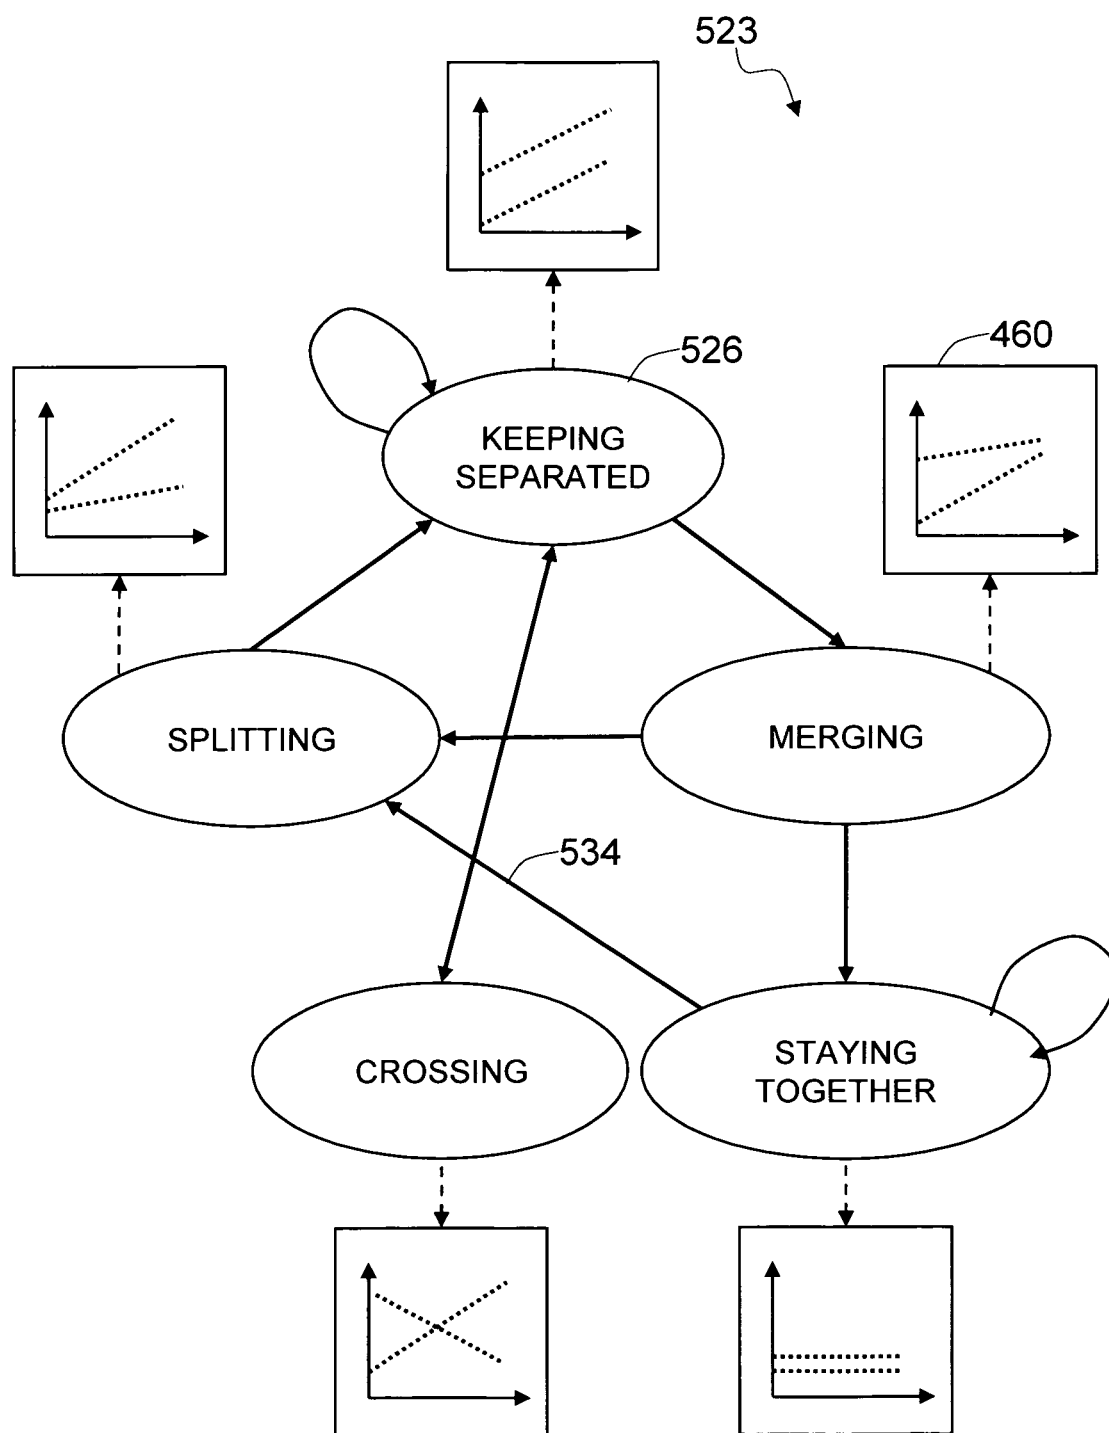 523
526
460
KEEPING
SEPARATED
SPLITTING
MERGING
534
CROSSING
STAYING
TOGETHER